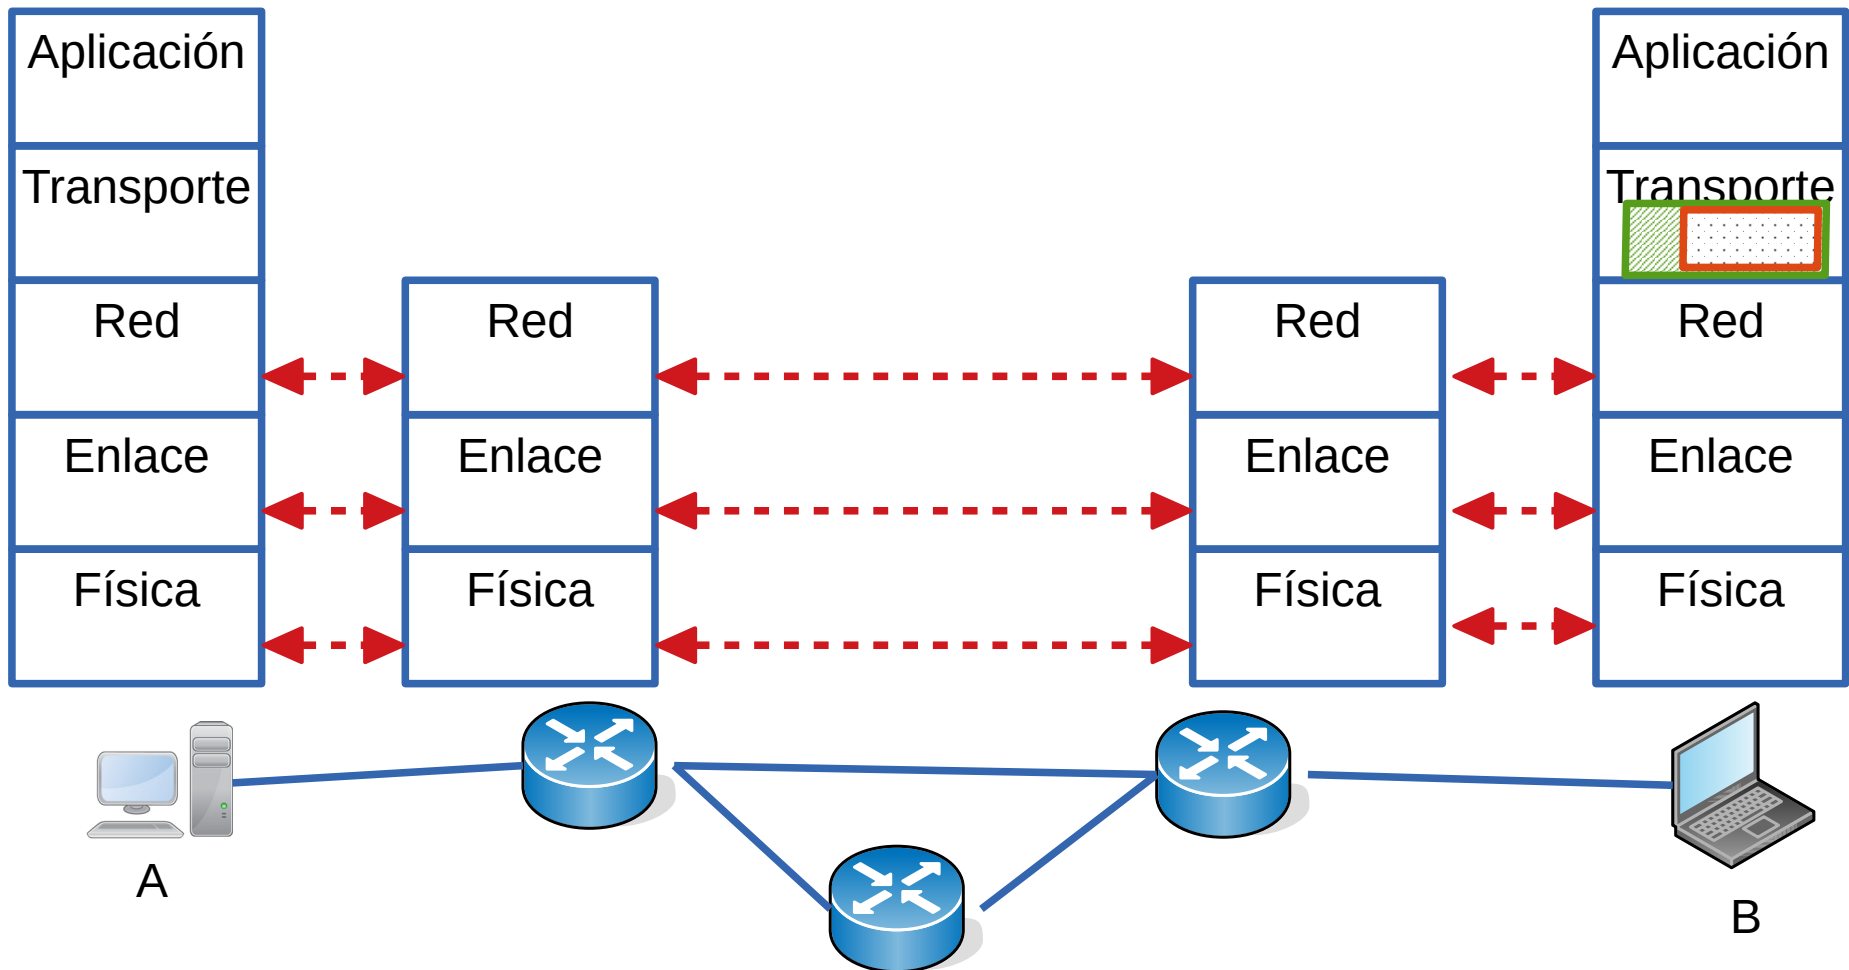 Aplicación
Transporte
Red
Enlace
Física
Red
Enlace
Física
Red
Enlace
Física
Aplicación
Transporte
Red
Enlace
Física
A
B